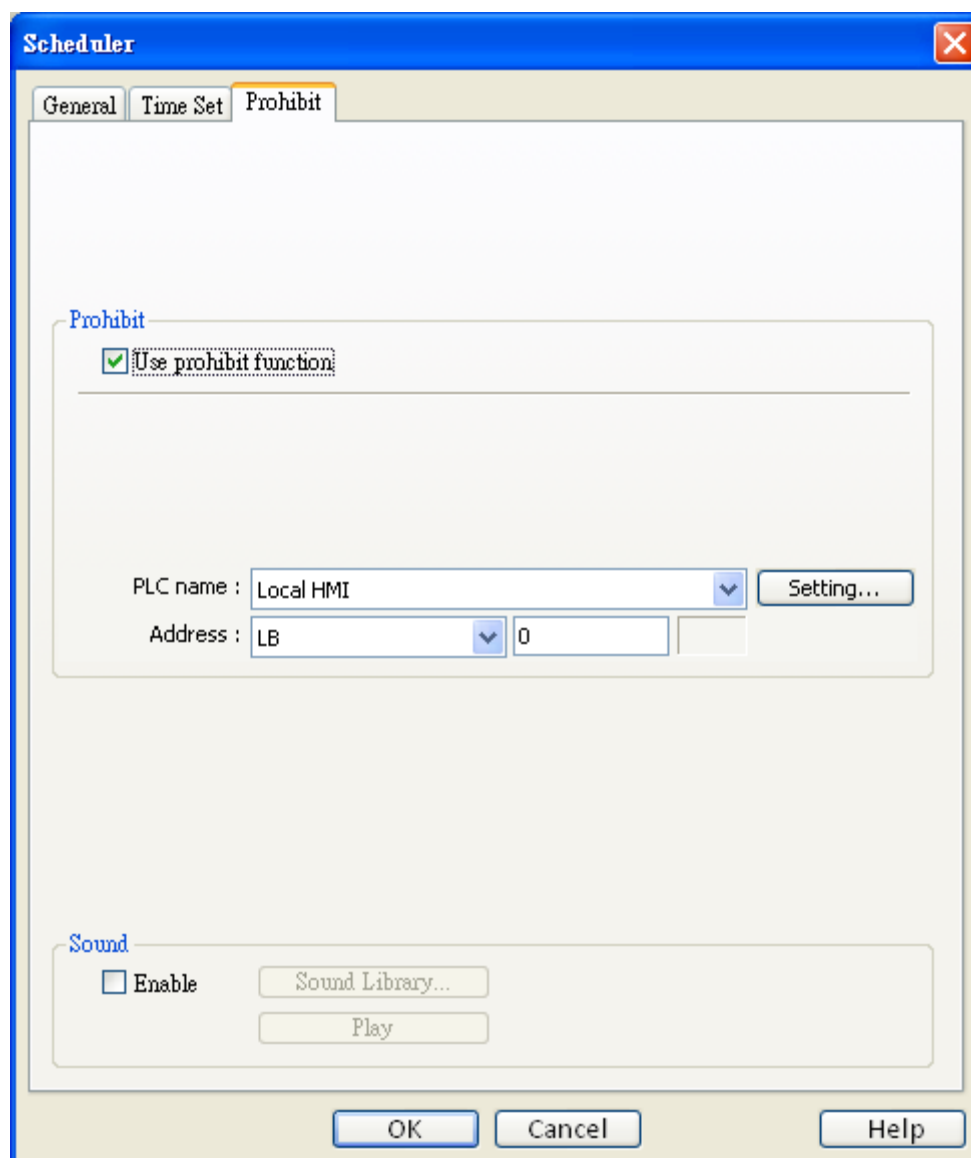 Scheduler
General Time Set Prohibit
Prohibit
Use prohibit function
PLC name : Local HMI Setting...
Address : LB 0
Sound
Enable Sound Library...
Play
OK Cancel Help